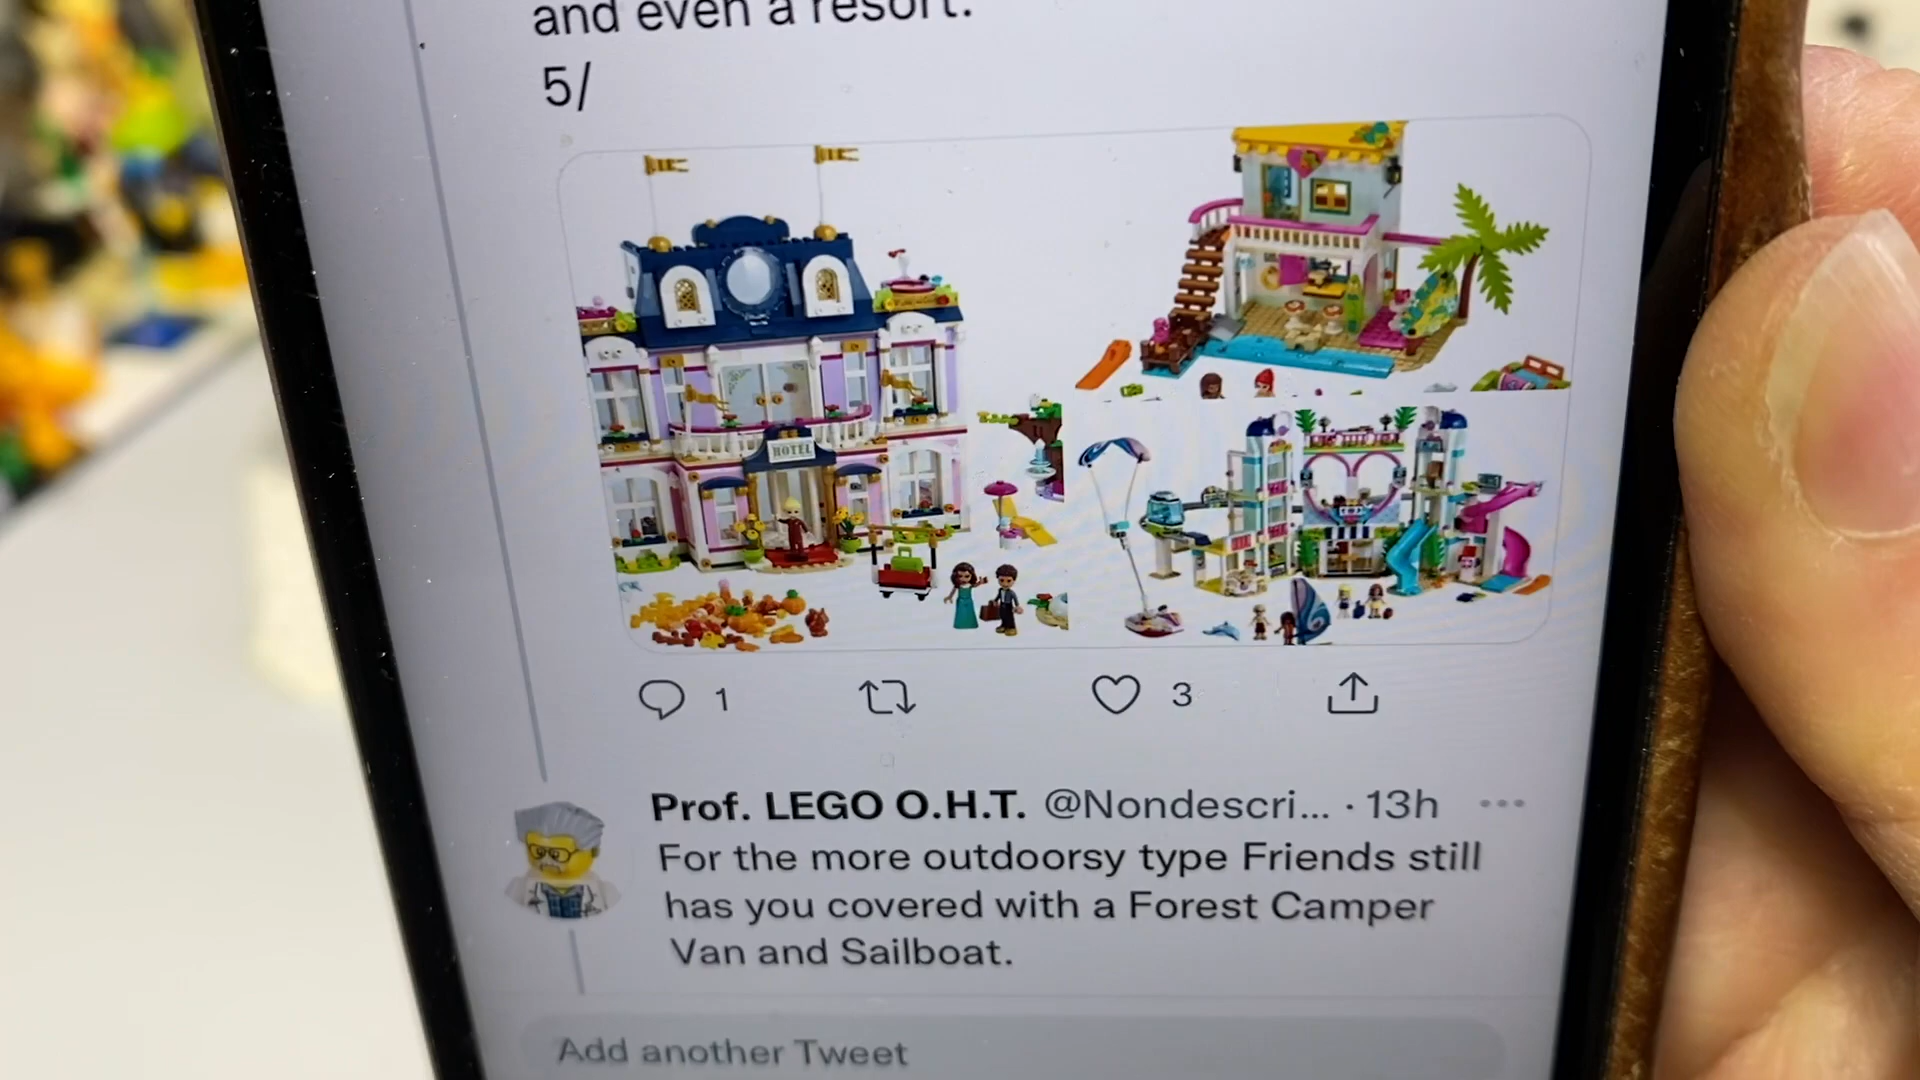 and even a resort.
5/
HOTEL
1
3
Prof. LEGO O.H.T. @Nondescri... · 13h
For the more outdoorsy type Friends still
has you covered with a Forest Camper
Van and Sailboat.
Add another Tweet